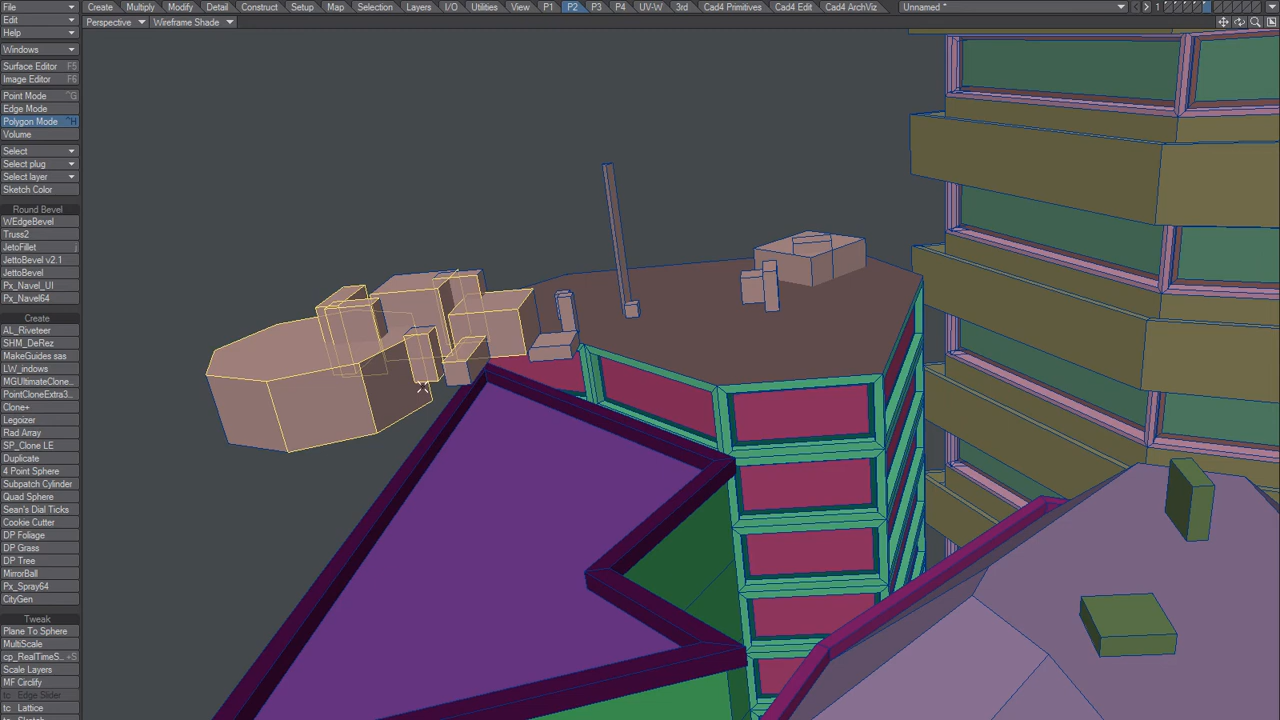 File Create Multiply Modify Detail Construct Setup Map Selection Layers I/O Utilities View P1 P2 P3 P4 UV-W 3rd Cad4 Primitives Cad4 Edit Cad4 ArchViz Unnamed * 1
Edit Perspective Wireframe Shade
Help
Windows
Surface Editor F5
Image Editor F6
Point Mode ^G
Edge Mode
Polygon Mode ^H
Volume
Select
Select plug
Select layer
Sketch Color
Round Bevel
WEdgeBevel
Truss2
JetoFillet j
JettoBevel v2.1
JettoBevel
Px_Navel_UI
Px_Navel64
Create
AL_Riveteer
SHM_DeRez
MakeGuides sas
LW_indows
MGUltimateClone...
PointCloneExtra3...
Clone+
Legoizer
Rad Array
SP_Clone LE
Duplicate
4 Point Sphere
Subpatch Cylinder
Quad Sphere
Sean's Dial Ticks
Cookie Cutter
DP Foliage
DP Grass
DP Tree
MirrorBall
Px_Spray64
CityGen
Tweak
Plane To Sphere
MultiScale
cp_RealTimeS... +S
Scale Layers
MF Circlify
tc Edge Slider
tc Lattice